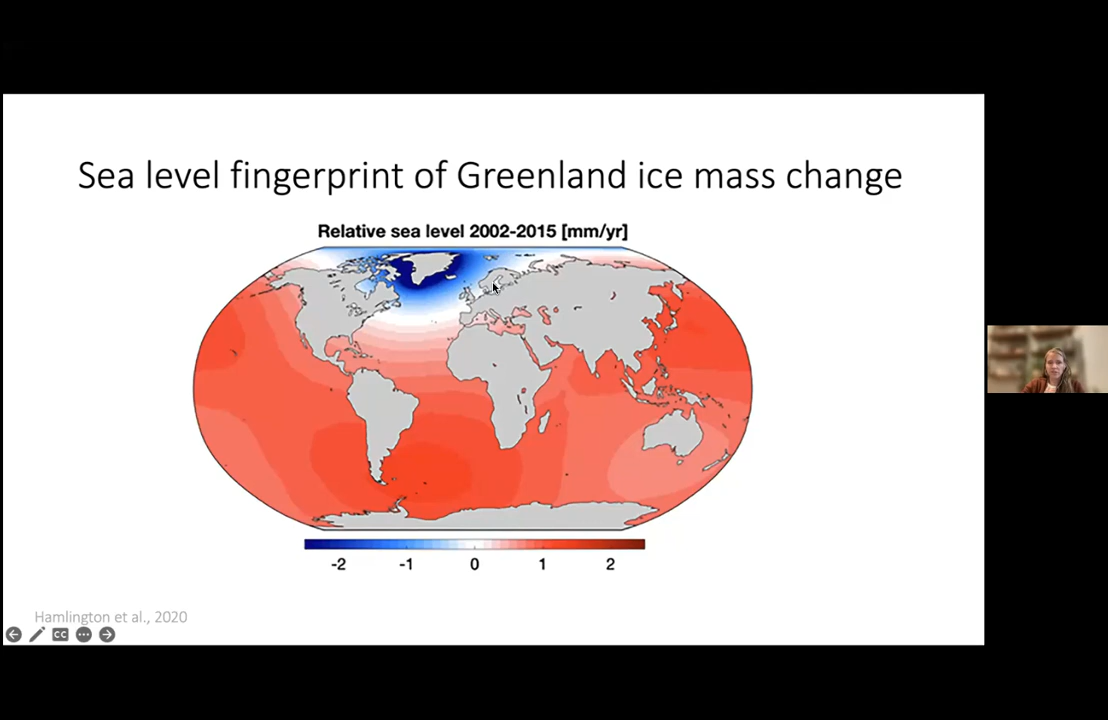 Sea level fingerprint of Greenland ice mass change
Relative sea level 2002-2015 [mm/yr]
-2 -1 0 1 2
Hamlington et al., 2020
CC